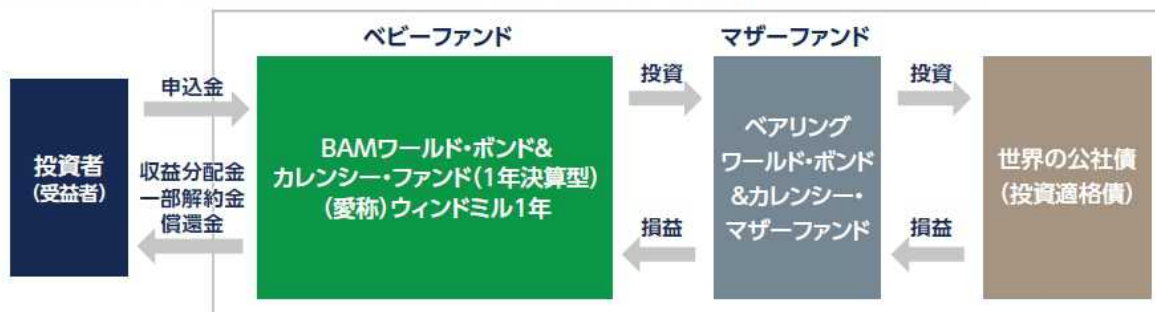 ベビーファンド
マザーファンド
投資者
(受益者)
申込金
収益分配金
一部解約金
償還金
BAMワールド・ボンド&
カレンシー・ファンド(1年決算型)
(愛称)ウィンドミル1年
投資
損益
ベアリング
ワールド・ボンド
&カレンシー・
マザーファンド
投資
損益
世界の公社債
(投資適格債)